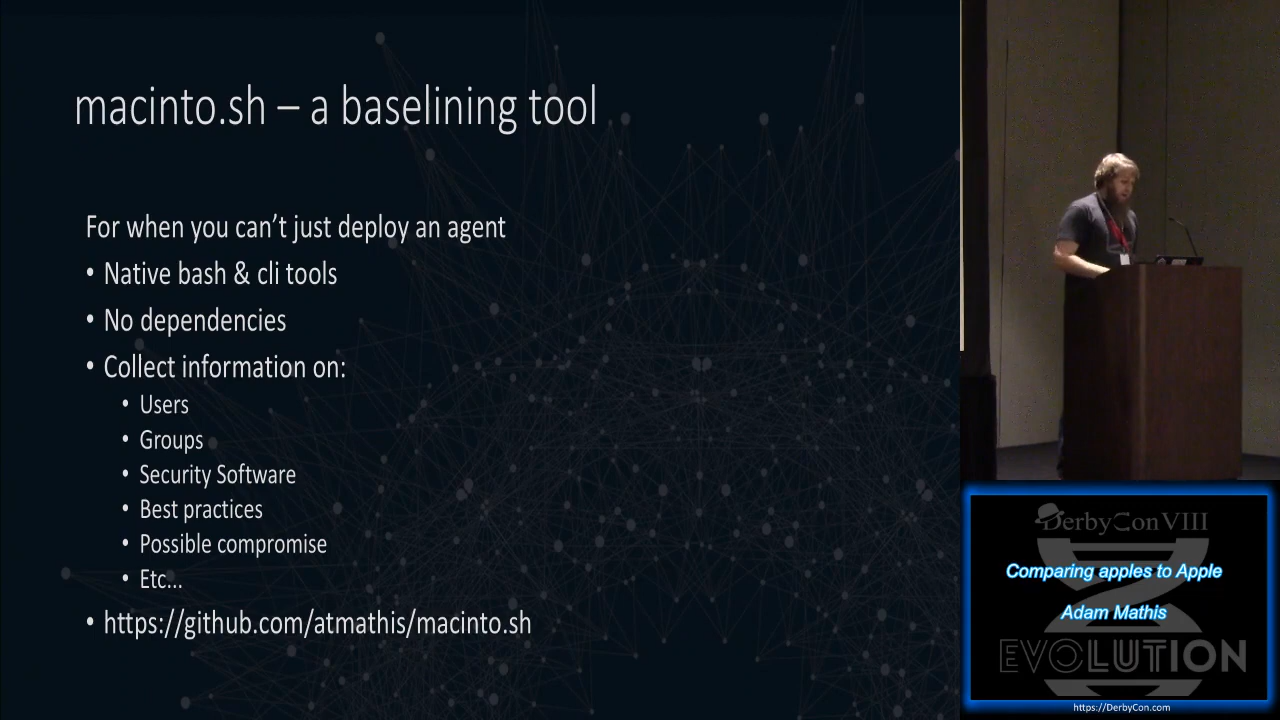 macinto.sh – a baselining tool
For when you can't just deploy an agent
• Native bash & cli tools
• No dependencies
• Collect information on:
• Users
• Groups
• Security Software
• Best practices
• Possible compromise
• Etc...
• https://github.com/atmathis/macinto.sh
DerbyCon VIII
Comparing apples to Apple
Adam Mathis
EVOLUTION
https://DerbyCon.com